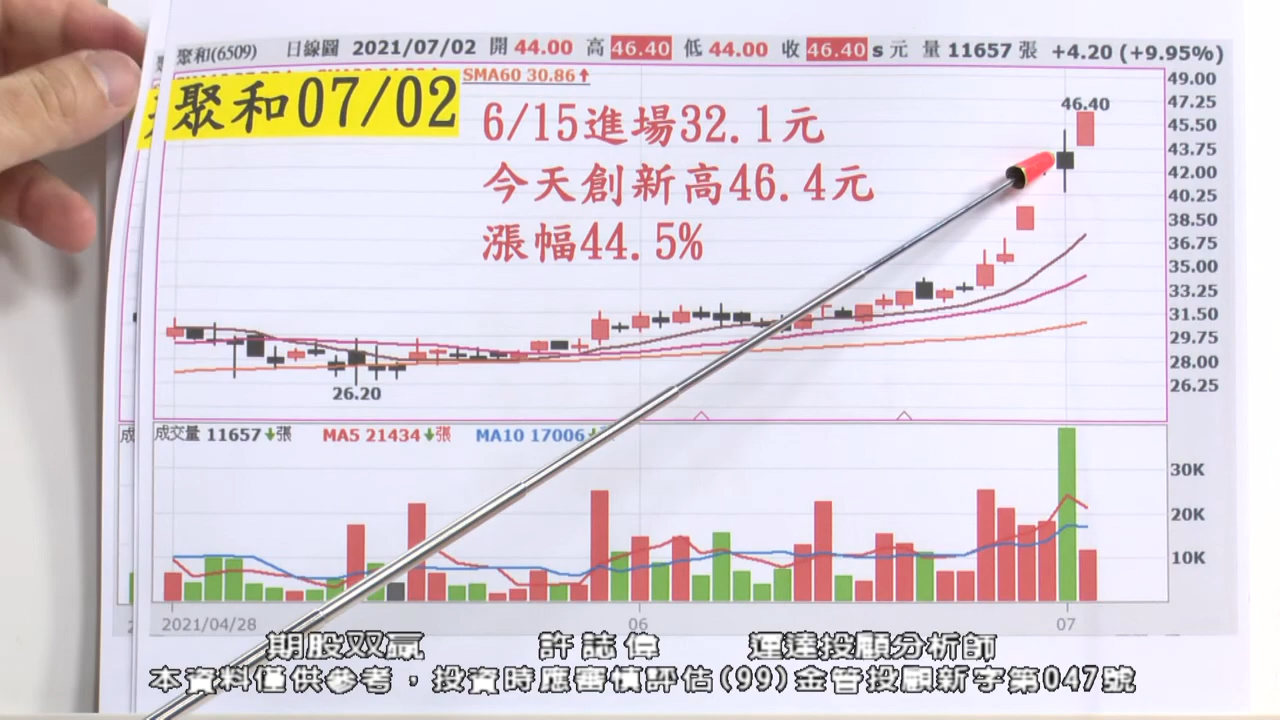 聚和(6509) 日線圖 2021/07/02 開 44.00 高 46.40 低 44.00 收 46.40 s 元 量 11657 張 +4.20 (+9.95%)
SMA60 30.86↑
聚和07/02
6/15進場32.1元
今天創新高46.4元
漲幅44.5%
46.40
26.20
49.00
47.25
45.50
43.75
42.00
40.25
38.50
36.75
35.00
33.25
31.50
29.75
28.00
26.25
成交量 11657↓張 MA5 21434↓張 MA10 17006↓
30K
20K
10K
2021/04/28 06 07
期股双贏 許誌偉 運達投顧分析師
本資料僅供參考，投資時應審慎評估(99)金管投顧新字第047號